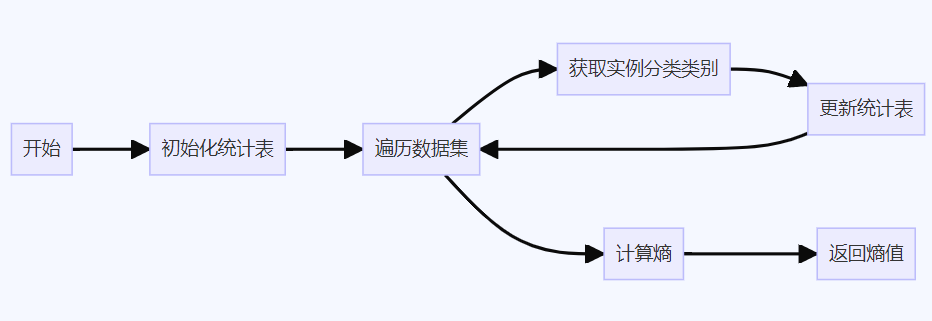 开始
初始化统计表
遍历数据集
获取实例分类类别
更新统计表
计算熵
返回熵值